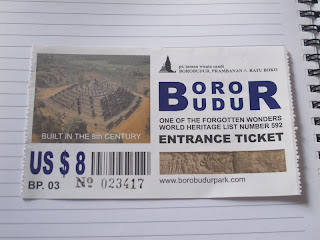 BUILT IN THE 8th CENTURY
US $ 8
BP. 03 No 023417
pt. taman wisata candi
BOROBUDUR, PRAMBANAN & RATU BOKO
BORO
BUDUR
ONE OF THE FORGOTTEN WONDERS
WORLD HERITAGE LIST NUMBER 592
ENTRANCE TICKET
www.borobudurpark.com